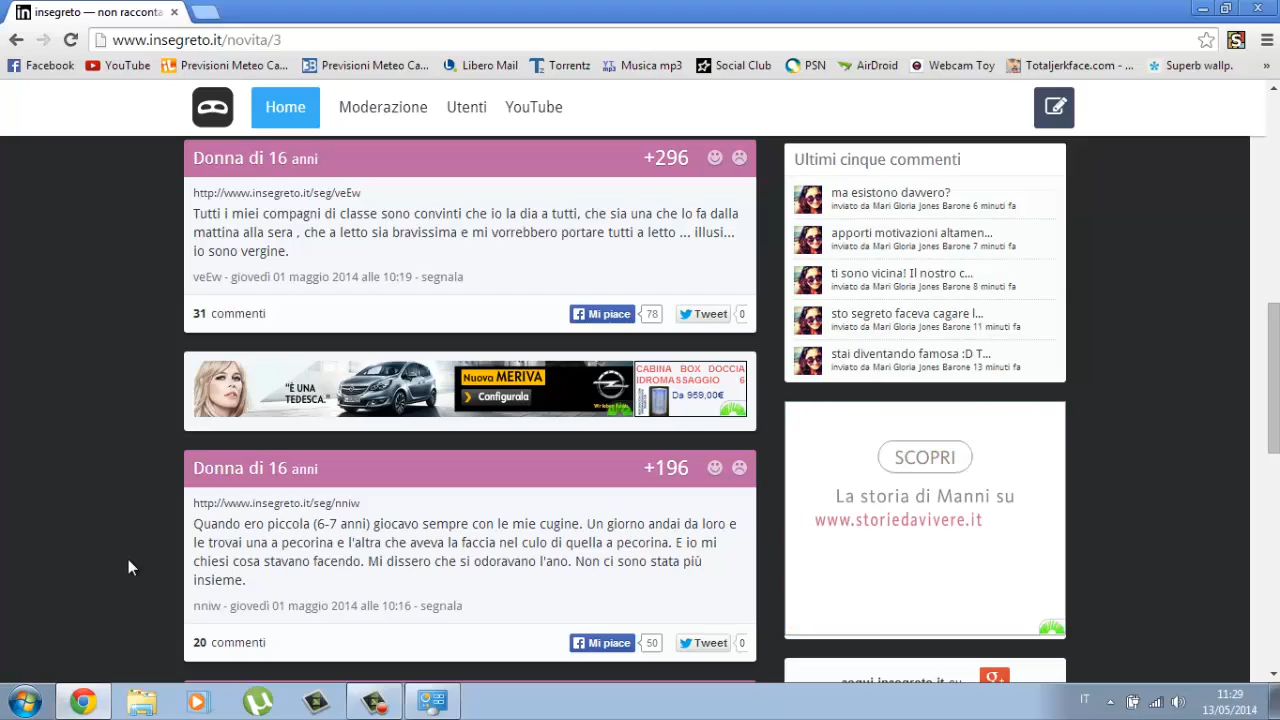 insegreto — non racconta
www.insegreto.it/novita/3
Facebook YouTube Previsioni Meteo Ca... Previsioni Meteo Ca... Libero Mail Torrentz Musica mp3 Social Club PSN AirDroid Webcam Toy Totaljerkface.com - ... Superb wallp. »
Home Moderazione Utenti YouTube
Donna di 16 anni +296
http://www.insegreto.it/seg/veEw
Tutti i miei compagni di classe sono convinti che io la dia a tutti, che sia una che lo fa dalla
mattina alla sera , che a letto sia bravissima e mi vorrebbero portare tutti a letto ... illusi...
io sono vergine.
veEw - giovedì 01 maggio 2014 alle 10:19 - segnala
31 commenti Mi piace 78 Tweet 0
"È UNA
TEDESCA."
Nuova MERIVA
Configurala
CABINA BOX DOCCIA
IDROMASSAGGIO 6
Da 959,00€
Donna di 16 anni +196
http://www.insegreto.it/seg/nniw
Quando ero piccola (6-7 anni) giocavo sempre con le mie cugine. Un giorno andai da loro e
le trovai una a pecorina e l'altra che aveva la faccia nel culo di quella a pecorina. E io mi
chiesi cosa stavano facendo. Mi dissero che si odoravano l'ano. Non ci sono stata più
insieme.
nniw - giovedì 01 maggio 2014 alle 10:16 - segnala
20 commenti Mi piace 50 Tweet 0
Ultimi cinque commenti
ma esistono davvero?
inviato da Mari Gloria Jones Barone 6 minuti fa
apporti motivazioni altamen...
inviato da Mari Gloria Jones Barone 7 minuti fa
ti sono vicina! Il nostro c...
inviato da Mari Gloria Jones Barone 8 minuti fa
sto segreto faceva cagare l...
inviato da Mari Gloria Jones Barone 11 minuti fa
stai diventando famosa :D T...
inviato da Mari Gloria Jones Barone 13 minuti fa
SCOPRI
La storia di Manni su
www.storiedavivere.it
segui insegreto.it su g+
IT
11:29
13/05/2014